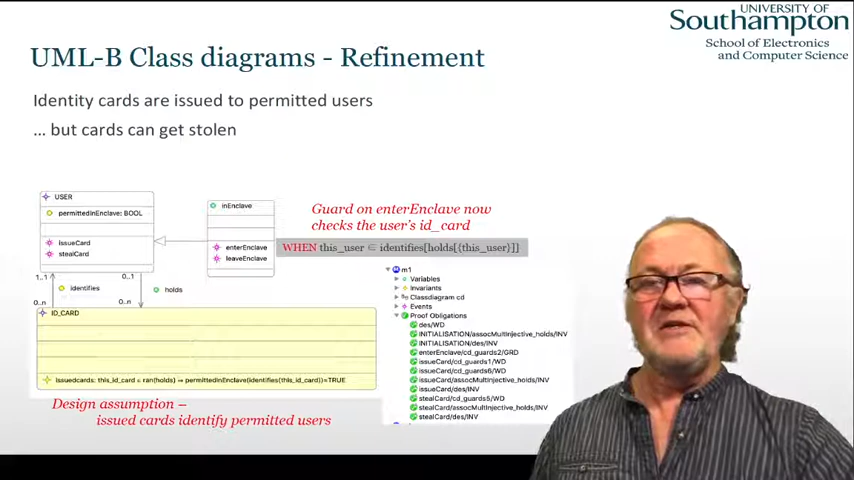 UNIVERSITY OF
Southampton
School of Electronics
and Computer Science
UML-B Class diagrams - Refinement
Identity cards are issued to permitted users
... but cards can get stolen
USER
permittedInEnclave: BOOL
issueCard
stealCard
inEnclave
enterEnclave
leaveEnclave
Guard on enterEnclave now
checks the user's id_card
WHEN this_user ∈ identifies[holds[{this_user}]]
1..1
0..1
identifies
holds
0..n
0..n
ID_CARD
issuedcards: this_id_card ∈ ran(holds) ⇒ permittedInEnclave(identifies(this_id_card))=TRUE
Design assumption –
issued cards identify permitted users
m1
Variables
Invariants
Classdiagram cd
Events
Proof Obligations
des/WD
INITIALISATION/assocMultInjective_holds/INV
INITIALISATION/des/INV
enterEnclave/cd_guards2/GRD
issueCard/cd_guards1/WD
issueCard/cd_guards6/WD
issueCard/assocMultInjective_holds/INV
issueCard/des/INV
stealCard/cd_guards5/WD
stealCard/assocMultInjective_holds/INV
stealCard/des/INV